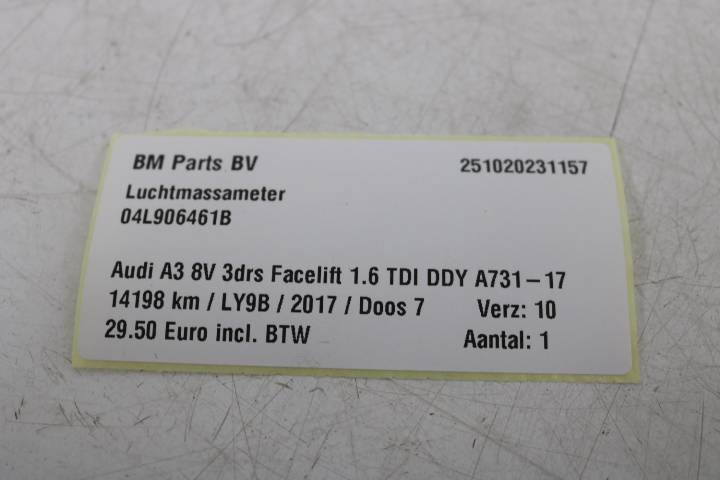 BM Parts BV 251020231157
Luchtmassameter
04L906461B
Audi A3 8V 3drs Facelift 1.6 TDI DDY A731-17
14198 km / LY9B / 2017 / Doos 7 Verz: 10
29.50 Euro incl. BTW Aantal: 1